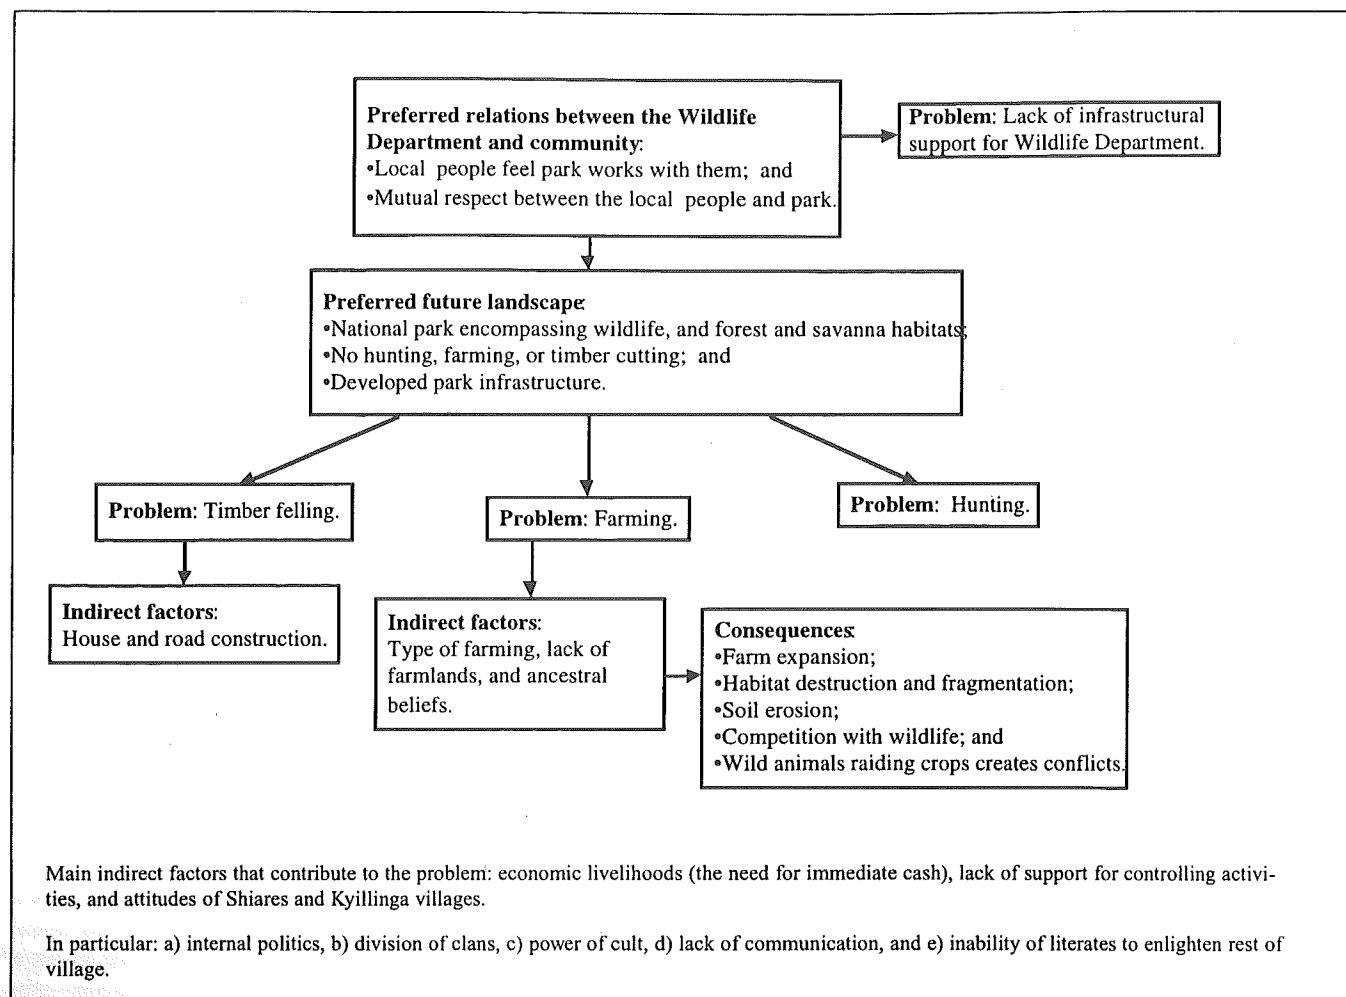 Preferred relations between the Wildlife
Department and community:
•Local people feel park works with them; and
•Mutual respect between the local people and park.
Problem: Lack of infrastructural
support for Wildlife Department.
Preferred future landscape:
•National park encompassing wildlife, and forest and savanna habitats;
•No hunting, farming, or timber cutting; and
•Developed park infrastructure.
Problem: Timber felling.
Problem: Farming.
Problem: Hunting.
Indirect factors:
House and road construction.
Indirect factors:
Type of farming, lack of
farmlands, and ancestral
beliefs.
Consequences:
•Farm expansion;
•Habitat destruction and fragmentation;
•Soil erosion;
•Competition with wildlife; and
•Wild animals raiding crops creates conflicts.
Main indirect factors that contribute to the problem: economic livelihoods (the need for immediate cash), lack of support for controlling activi-
ties, and attitudes of Shiares and Kyillinga villages.
In particular: a) internal politics, b) division of clans, c) power of cult, d) lack of communication, and e) inability of literates to enlighten rest of
village.